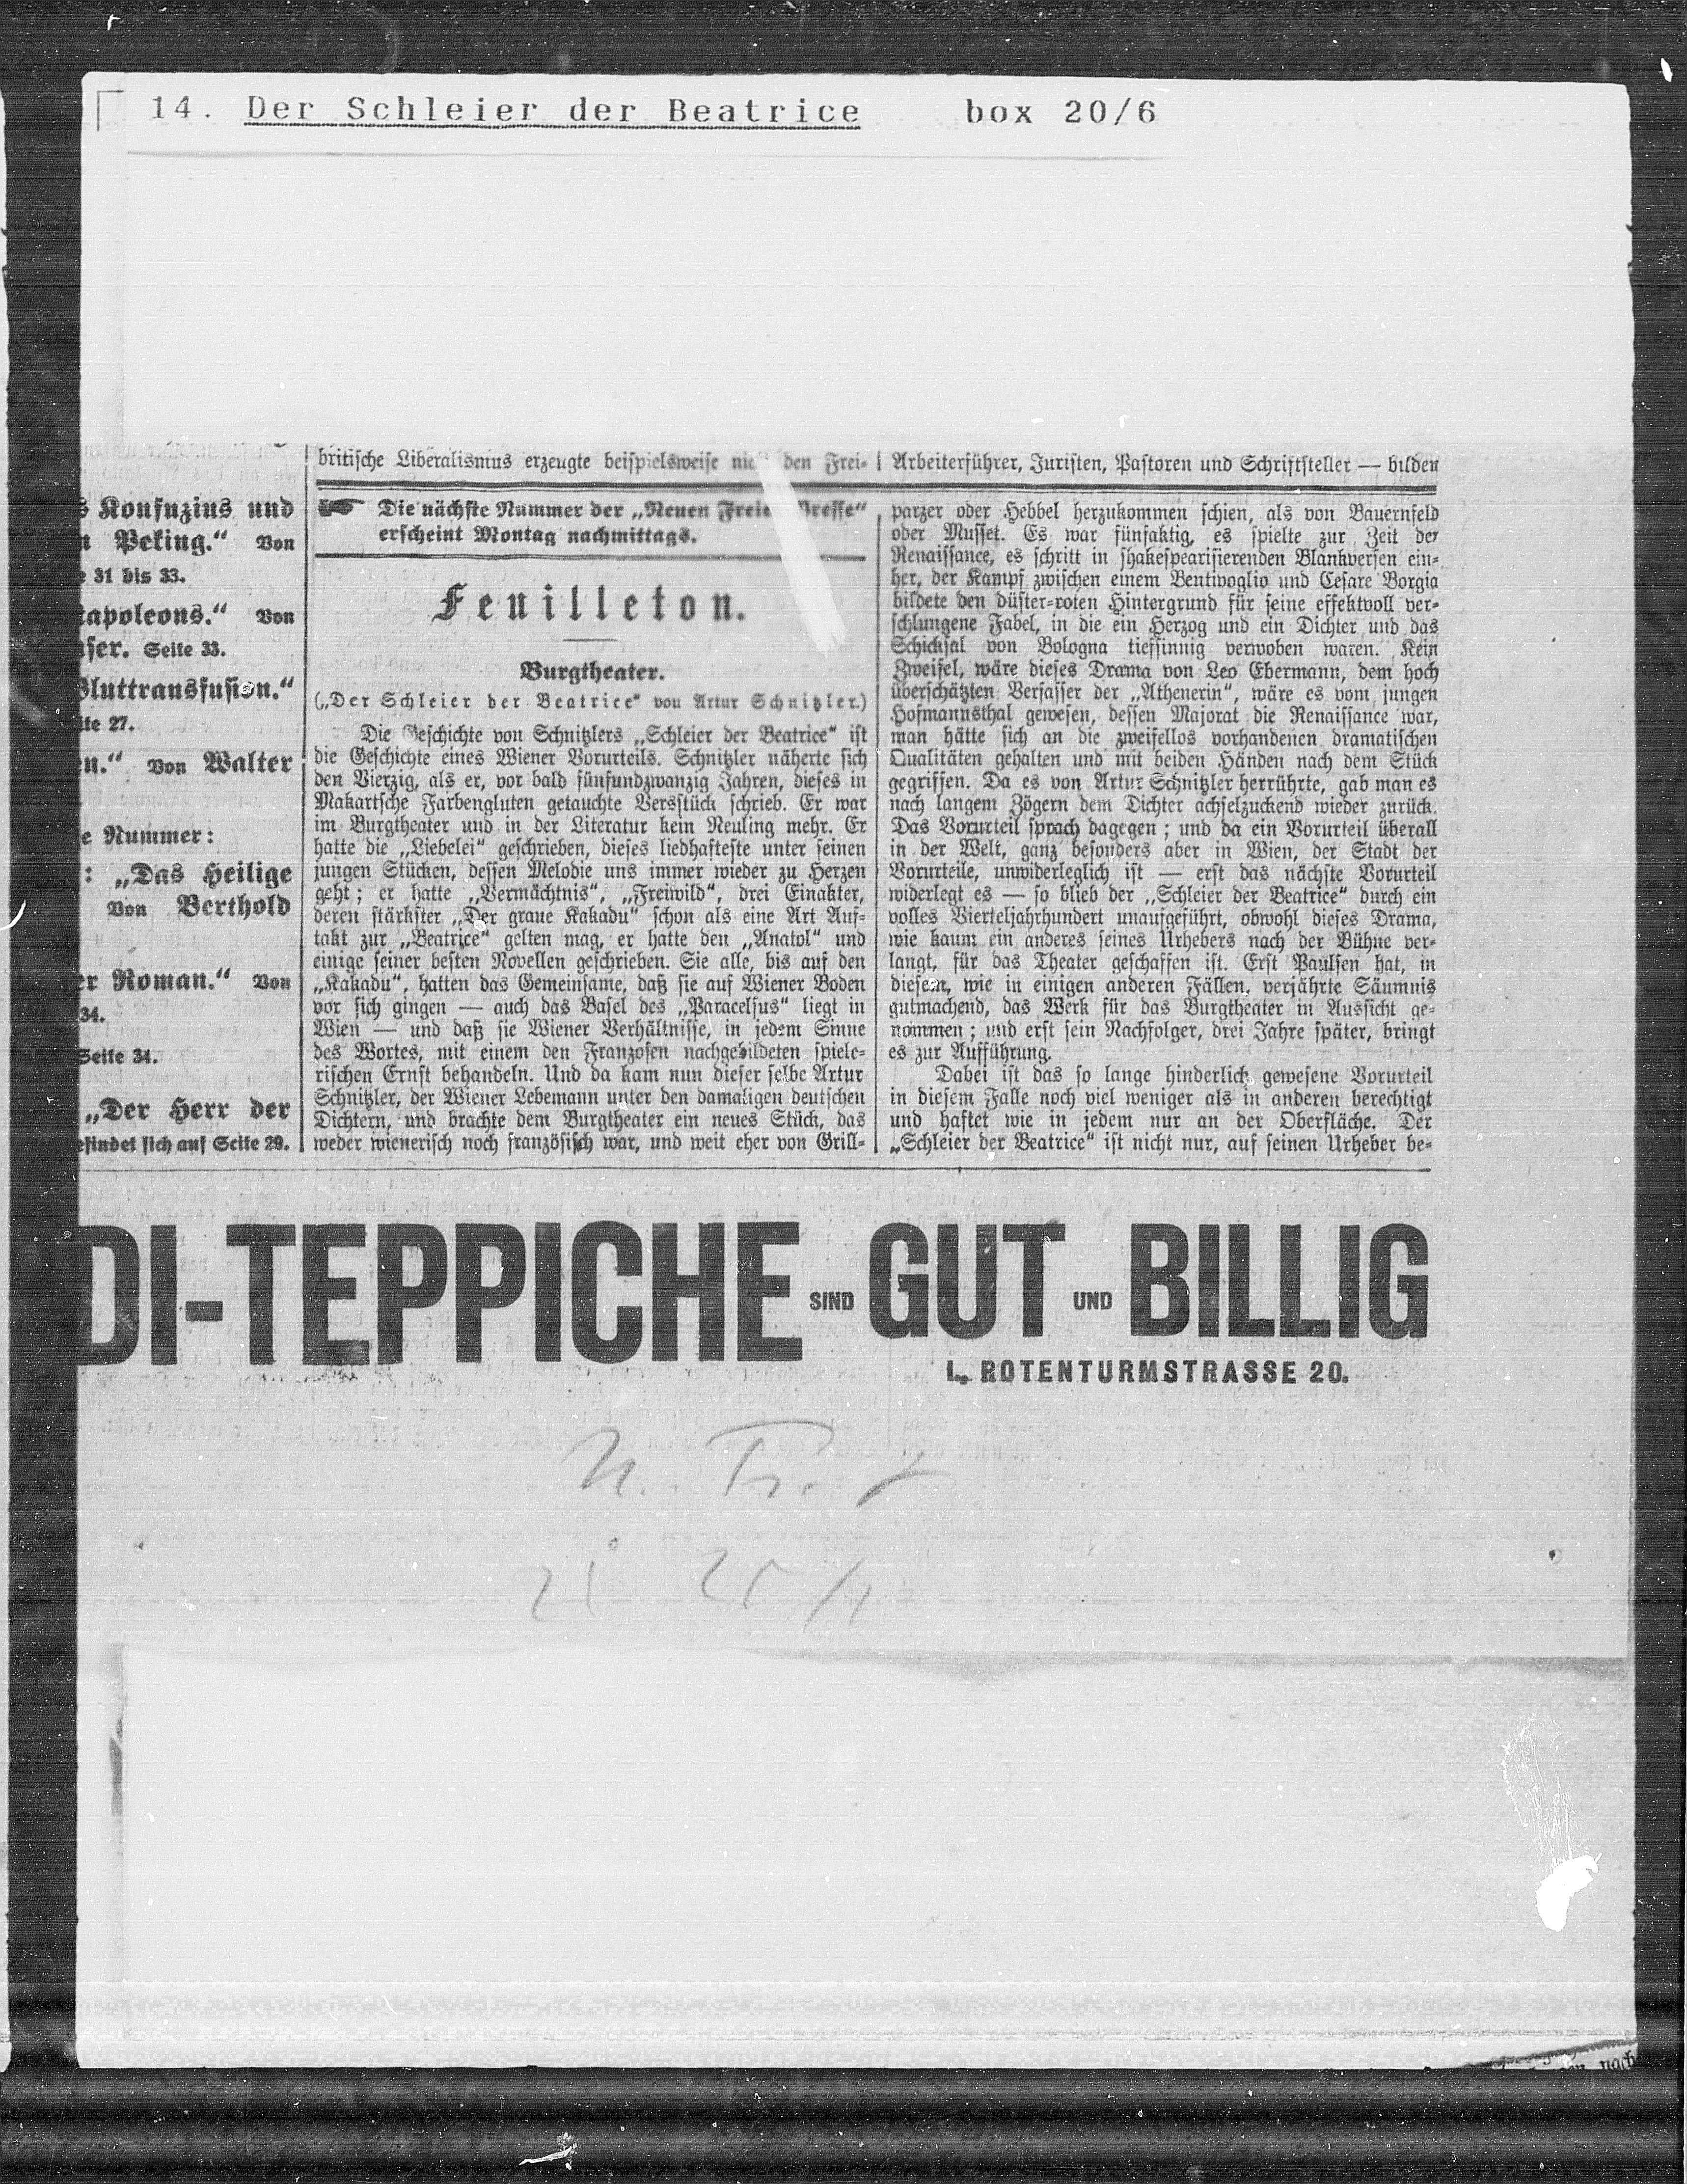 14. Der Schleier der Beatrice box 20/6
s Konfuzius und
n Peking.“ Von
e 31 bis 33.
apoleons.“ Von
ser. Seite 33.
Bluttransfusion.“
ite 27.
en.“ Von Walter
e Nummer:
: „Das Heilige
Von Berthold
er Roman.“ Von
34.
Seite 34.
„Der Herr der
efindet sich auf Seite 29.
britische Liberalismus erzeugte beispielsweise den Frei-
☛ Die nächste Nummer der „Neuen Freie Presse“
erscheint Montag nachmittags.
Feuilleton.
Burgtheater.
(„Der Schleier der Beatrice“ von Artur Schnitzler.)
Die Geschichte von Schnitzlers „Schleier der Beatrice“ ist
die Geschichte eines Wiener Vorurteils. Schnitzler näherte sich
den Vierzig, als er, vor bald fünfundzwanzig Jahren, dieses in
Makartsche Farbengluten getauchte Versstück schrieb. Er war
im Burgtheater und in der Literatur kein Neuling mehr. Er
hatte die „Liebelei“ geschrieben, dieses liedhafteste unter seinen
jungen Stücken, dessen Melodie uns immer wieder zu Herzen
geht; er hatte „Vermächtnis“, „Freiwild“, drei Einakter,
deren stärkster „Der graue Kakadu“ schon als eine Art Auf-
takt zur „Beatrice“ gelten mag, er hatte den „Anatol“ und
einige seiner besten Novellen geschrieben. Sie alle, bis auf den
„Kakadu“, hatten das Gemeinsame, daß sie auf Wiener Boden
vor sich gingen — auch das Basel des „Paracelsus“ liegt in
Wien — und daß sie Wiener Verhältnisse, in jedem Sinne
des Wortes, mit einem den Franzosen nachgebildeten spiele-
rischen Ernst behandeln. Und da kam nun dieser selbe Artur
Schnitzler, der Wiener Lebemann unter den damaligen deutschen
Dichtern, und brachte dem Burgtheater ein neues Stück, das
weder wienerisch noch französisch war, und weit eher von Grill-
Arbeiterführer, Juristen, Pastoren und Schriftsteller — bilden
parzer oder Hebbel herzukommen schien, als von Bauernfeld
oder Musset. Es war fünfaktig, es spielte zur Zeit der
Renaissance, es schritt in shakespearisierenden Blankversen ein-
her, der Kampf zwischen einem Bentivoglio und Cesare Borgia
bildete den düster-roten Hintergrund für seine effektvoll ver-
schlungene Fabel, in die ein Herzog und ein Dichter und das
Schicksal von Bologna tiefsinnig verwoben waren. Kein
Zweifel, wäre dieses Drama von Leo Ebermann, dem hoch
überschätzten Verfasser der „Athenerin“, wäre es vom jungen
Hofmannsthal gewesen, dessen Majorat die Renaissance war,
man hätte sich an die zweifellos vorhandenen dramatischen
Qualitäten gehalten und mit beiden Händen nach dem Stück
gegriffen. Da es von Artur Schnitzler herrührte, gab man es
nach langem Zögern dem Dichter achselzuckend wieder zurück.
Das Vorurteil sprach dagegen; und da ein Vorurteil überall
in der Welt, ganz besonders aber in Wien, der Stadt der
Vorurteile, unwiderleglich ist — erst das nächste Vorurteil
widerlegt es — so blieb der „Schleier der Beatrice“ durch ein
volles Vierteljahrhundert unaufgeführt, obwohl dieses Drama,
wie kaum ein anderes seines Urhebers nach der Bühne ver-
langt, für das Theater geschaffen ist. Erst Paulsen hat, in
diesem, wie in einigen anderen Fällen, verjährte Säumnis
gutmachend, das Werk für das Burgtheater in Aussicht ge-
nommen; und erst sein Nachfolger, drei Jahre später, bringt
es zur Aufführung.
Dabei ist das so lange hinderlich gewesene Vorurteil
in diesem Falle noch viel weniger als in anderen berechtigt
und haftet wie in jedem nur an der Oberfläche. Der
„Schleier der Beatrice“ ist nicht nur, auf seinen Urheber be-
DI-TEPPICHE SIND GUT UND BILLIG
I., ROTENTURMSTRASSE 20.
N. Fr.
nach